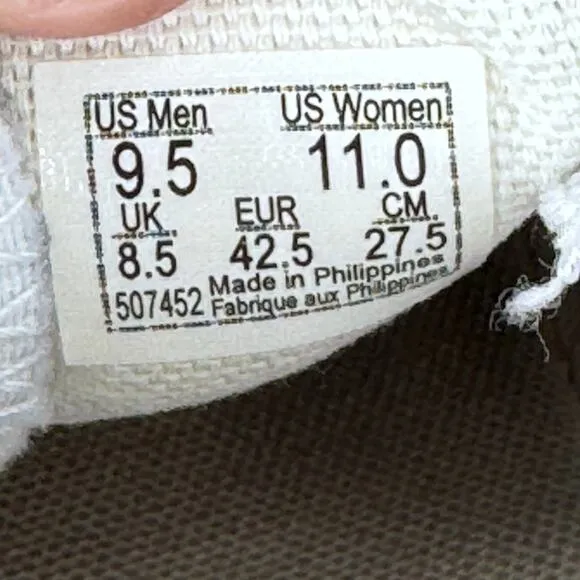 US Men US Women
9.5 11.0
UK EUR CM
8.5 42.5 27.5
507452 Made in Philippines
Fabrique aux Philippines